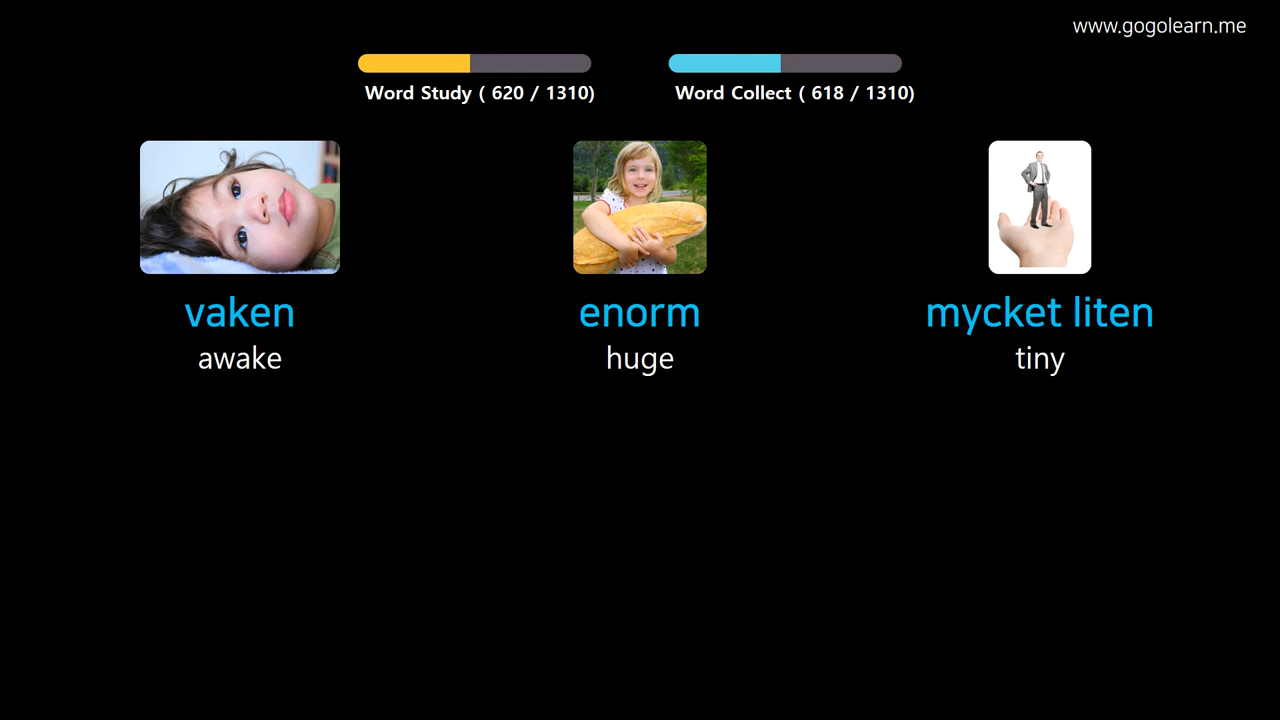 www.gogolearn.me
Word Study ( 620 / 1310)
Word Collect ( 618 / 1310)
vaken
awake
enorm
huge
mycket liten
tiny